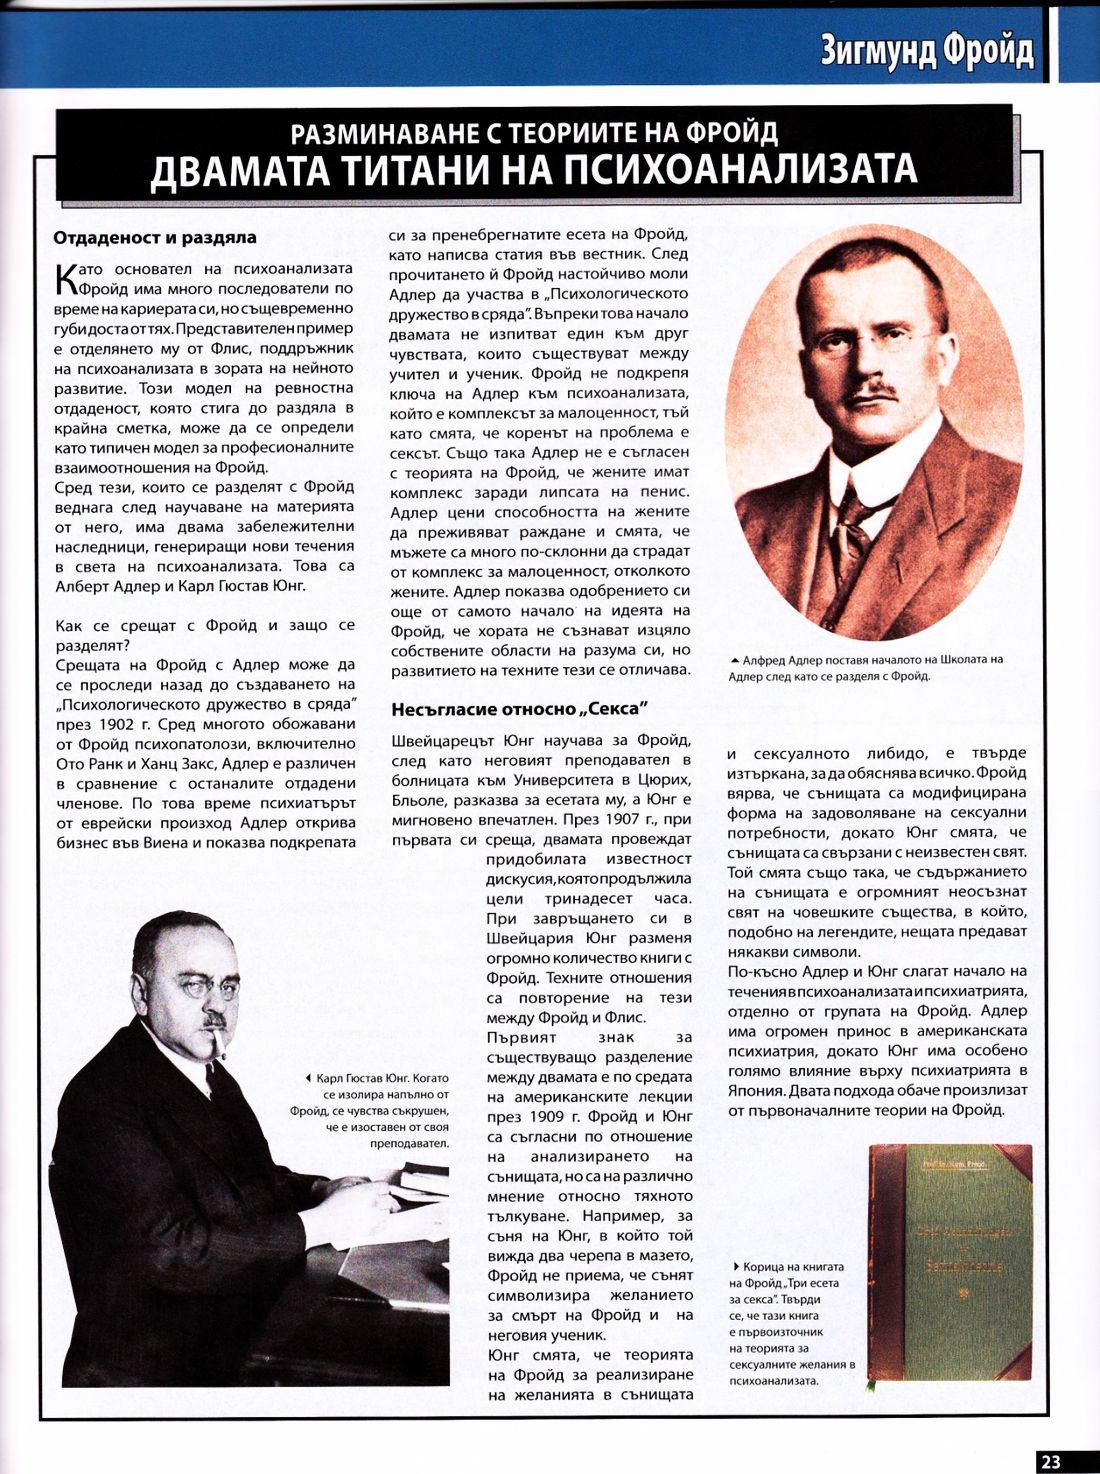 Зигмунд Фройд
РАЗМИНАВАНЕ С ТЕОРИИТЕ НА ФРОЙД
ДВАМАТА ТИТАНИ НА ПСИХОАНАЛИЗАТА
Отдаденост и раздяла
Като основател на психоанализата
Фройд има много последователи по
време на кариерата си, но същевременно
губи доста от тях. Представителен пример
е отделянето му от Флис, поддръжник
на психоанализата в зората на нейното
развитие. Този модел на ревностна
отдаденост, която стига до раздяла в
крайна сметка, може да се определи
като типичен модел за професионалните
взаимоотношения на Фройд.
Сред тези, които се разделят с Фройд
веднага след научаване на материята
от него, има двама забележителни
наследници, генериращи нови течения
в света на психоанализата. Това са
Алберт Адлер и Карл Гюстав Юнг.
Как се срещат с Фройд и защо се
разделят?
Срещата на Фройд с Адлер може да
се проследи назад до създаването на
„Психологическото дружество в сряда”
през 1902 г. Сред многото обожавани
от Фройд психопатолози, включително
Ото Ранк и Ханц Закс, Адлер е различен
в сравнение с останалите отдадени
членове. По това време психиатърът
от еврейски произход Адлер открива
бизнес във Виена и показва подкрепата
си за пренебрегнатите есета на Фройд,
като написва статия във вестник. След
прочитането й Фройд настойчиво моли
Адлер да участва в „Психологическото
дружество в сряда”. Въпреки това начало
двамата не изпитват един към друг
чувствата, които съществуват между
учител и ученик. Фройд не подкрепя
ключа на Адлер към психоанализата,
който е комплексът за малоценност, тъй
като смята, че коренът на проблема е
сексът. Също така Адлер не е съгласен
с теорията на Фройд, че жените имат
комплекс заради липсата на пенис.
Адлер цени способността на жените
да преживяват раждане и смята, че
мъжете са много по-склонни да страдат
от комплекс за малоценност, отколкото
жените. Адлер показва одобрението си
още от самото начало на идеята на
Фройд, че хората не съзнават изцяло
собствените области на разума си, но
развитието на техните тези се отличава.
Несъгласие относно „Секса”
Швейцарецът Юнг научава за Фройд,
след като неговият преподавател в
болницата към Университета в Цюрих,
Бльоле, разказва за есетата му, а Юнг е
мигновено впечатлен. През 1907 г., при
първата си среща, двамата провеждат
придобилата известност
дискусия, която продължила
цели тринадесет часа.
При завръщането си в
Швейцария Юнг разменя
огромно количество книги с
Фройд. Техните отношения
са повторение на тези
между Фройд и Флис.
Първият знак за
съществуващо разделение
между двамата е по средата
на американските лекции
през 1909 г. Фройд и Юнг
са съгласни по отношение
на анализирането на
сънищата, но са на различно
мнение относно тяхното
тълкуване. Например, за
съня на Юнг, в който той
вижда два черепа в мазето,
Фройд не приема, че сънят
символизира желанието
за смърт на Фройд и на
неговия ученик.
Юнг смята, че теорията
на Фройд за реализиране
на желанията в сънищата
▲ Алфред Адлер поставя началото на Школата на
Адлер след като се разделя с Фройд.
и сексуалното либидо, е твърде
изтъркана, за да обяснява всичко. Фройд
вярва, че сънищата са модифицирана
форма на задоволяване на сексуални
потребности, докато Юнг смята, че
сънищата са свързани с неизвестен свят.
Той смята също така, че съдържанието
на сънищата е огромният неосъзнат
свят на човешките същества, в който,
подобно на легендите, нещата предават
някакви символи.
По-късно Адлер и Юнг слагат начало на
течения в психоанализата и психиатрията,
отделно от групата на Фройд. Адлер
има огромен принос в американската
психиатрия, докато Юнг има особено
голямо влияние върху психиатрията в
Япония. Двата подхода обаче произлизат
от първоначалните теории на Фройд.
◀ Карл Гюстав Юнг. Когато
се изолира напълно от
Фройд, се чувства съкрушен,
че е изоставен от своя
преподавател.
▶ Корица на книгата
на Фройд „Три есета
за секса”. Твърди
се, че тази книга
е първоизточник
на теорията за
сексуалните желания в
психоанализата.
23